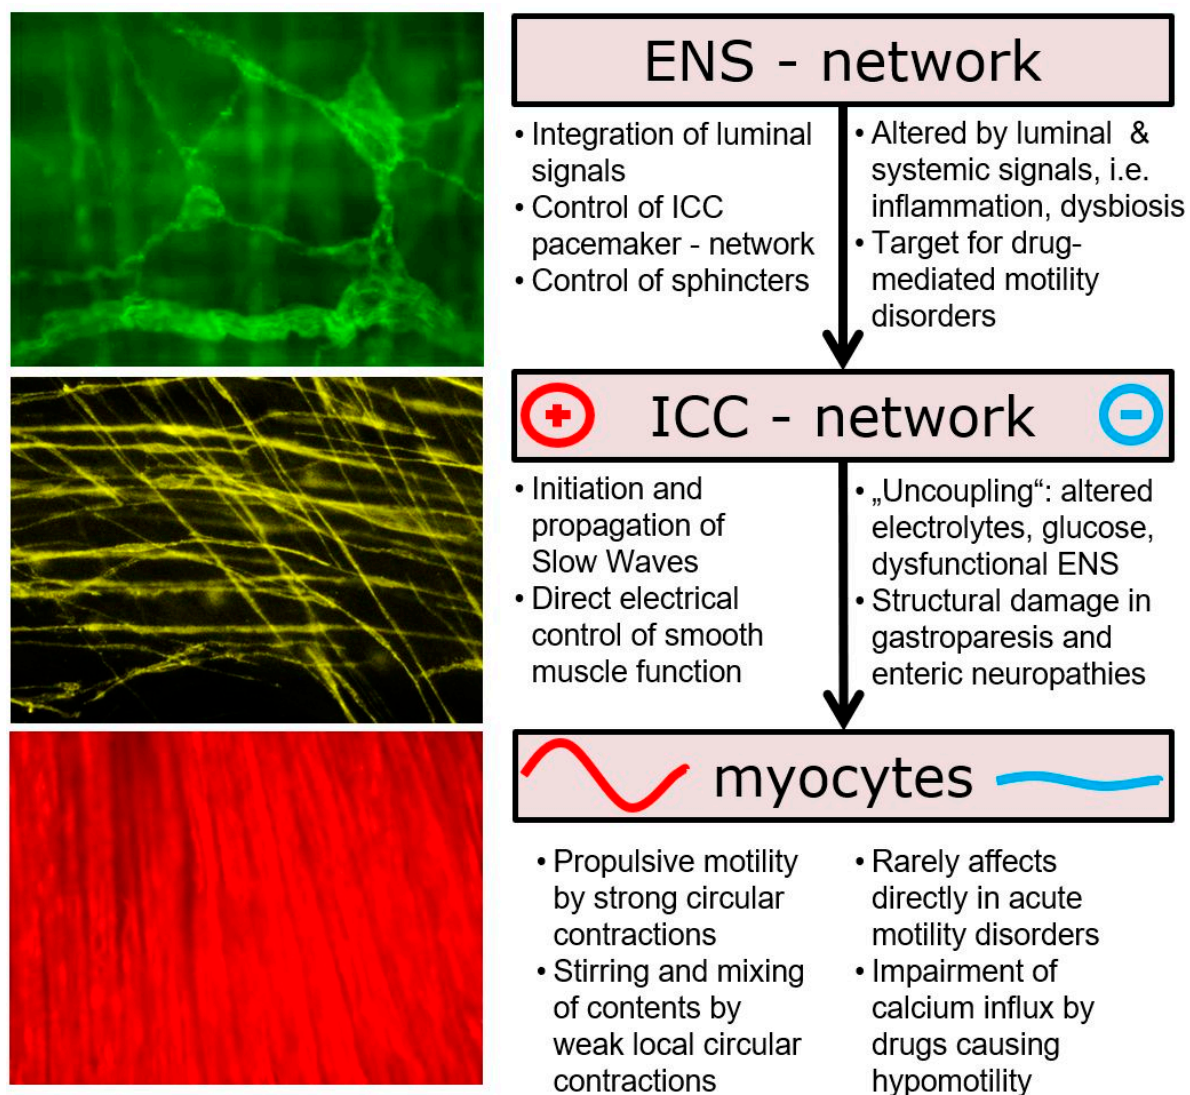 ENS - network
• Integration of luminal
signals
• Control of ICC
pacemaker - network
• Control of sphincters
• Altered by luminal &
systemic signals, i.e.
inflammation, dysbiosis
• Target for drug-
mediated motility
disorders
+
ICC - network
-
• Initiation and
propagation of
Slow Waves
• Direct electrical
control of smooth
muscle function
• „Uncoupling“: altered
electrolytes, glucose,
dysfunctional ENS
• Structural damage in
gastroparesis and
enteric neuropathies
myocytes
• Propulsive motility
by strong circular
contractions
• Stirring and mixing
of contents by
weak local circular
contractions
• Rarely affects
directly in acute
motility disorders
• Impairment of
calcium influx by
drugs causing
hypomotility